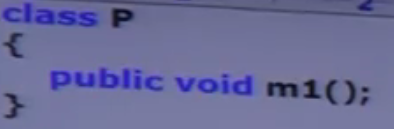 class P
{
public void m1();
}